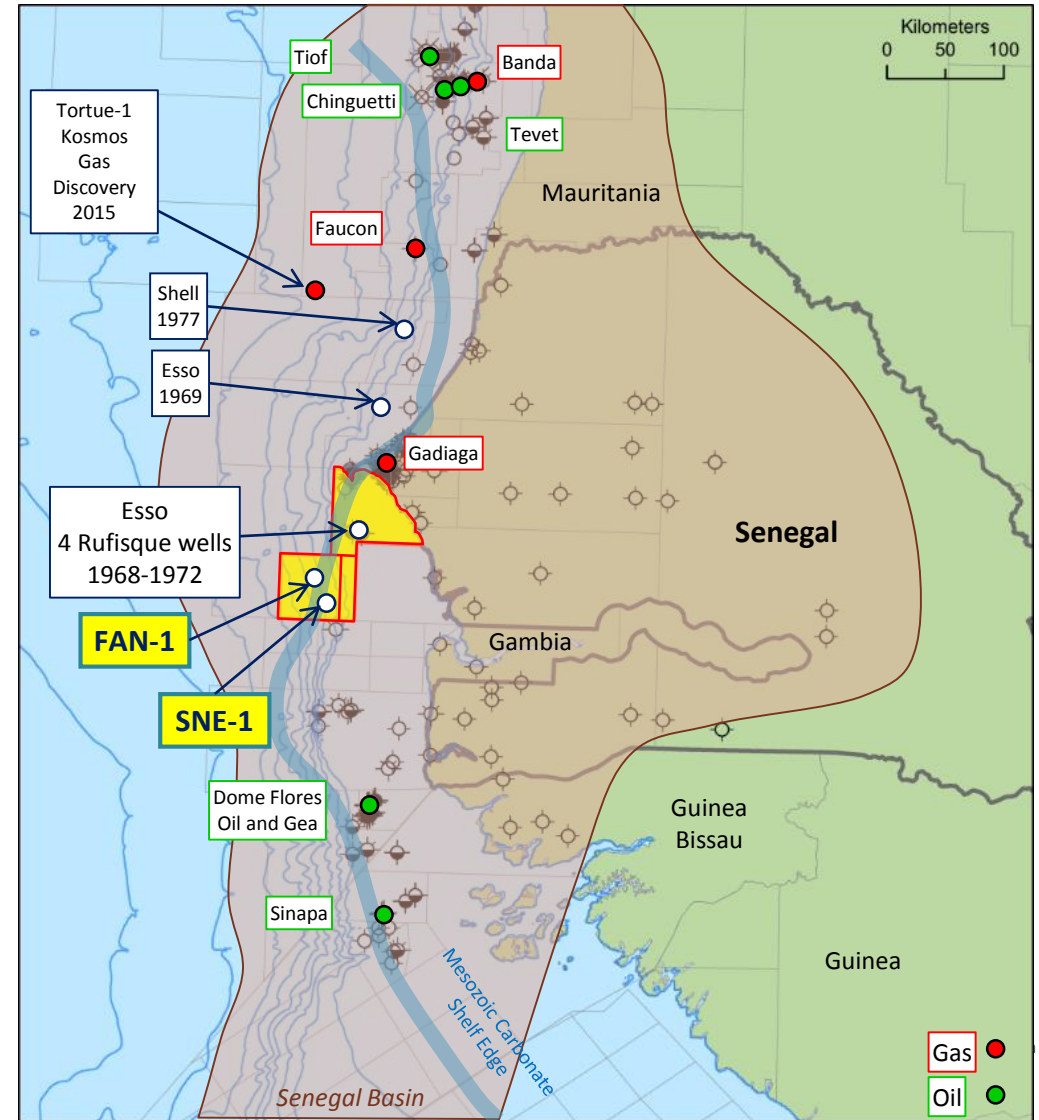 Kilometers
0 50 100
Tiof
Banda
Chinguetti
Tevet
Tortue-1
Kosmos
Gas
Discovery
2015
Mauritania
Faucon
Shell
1977
Esso
1969
Gadiaga
Esso
4 Rufisque wells
1968-1972
Senegal
FAN-1
Gambia
SNE-1
Dome Flores
Oil and Gea
Guinea
Bissau
Sinapa
Guinea
Mesozoic Carbonate
Shelf Edge
Gas
Senegal Basin
Oil